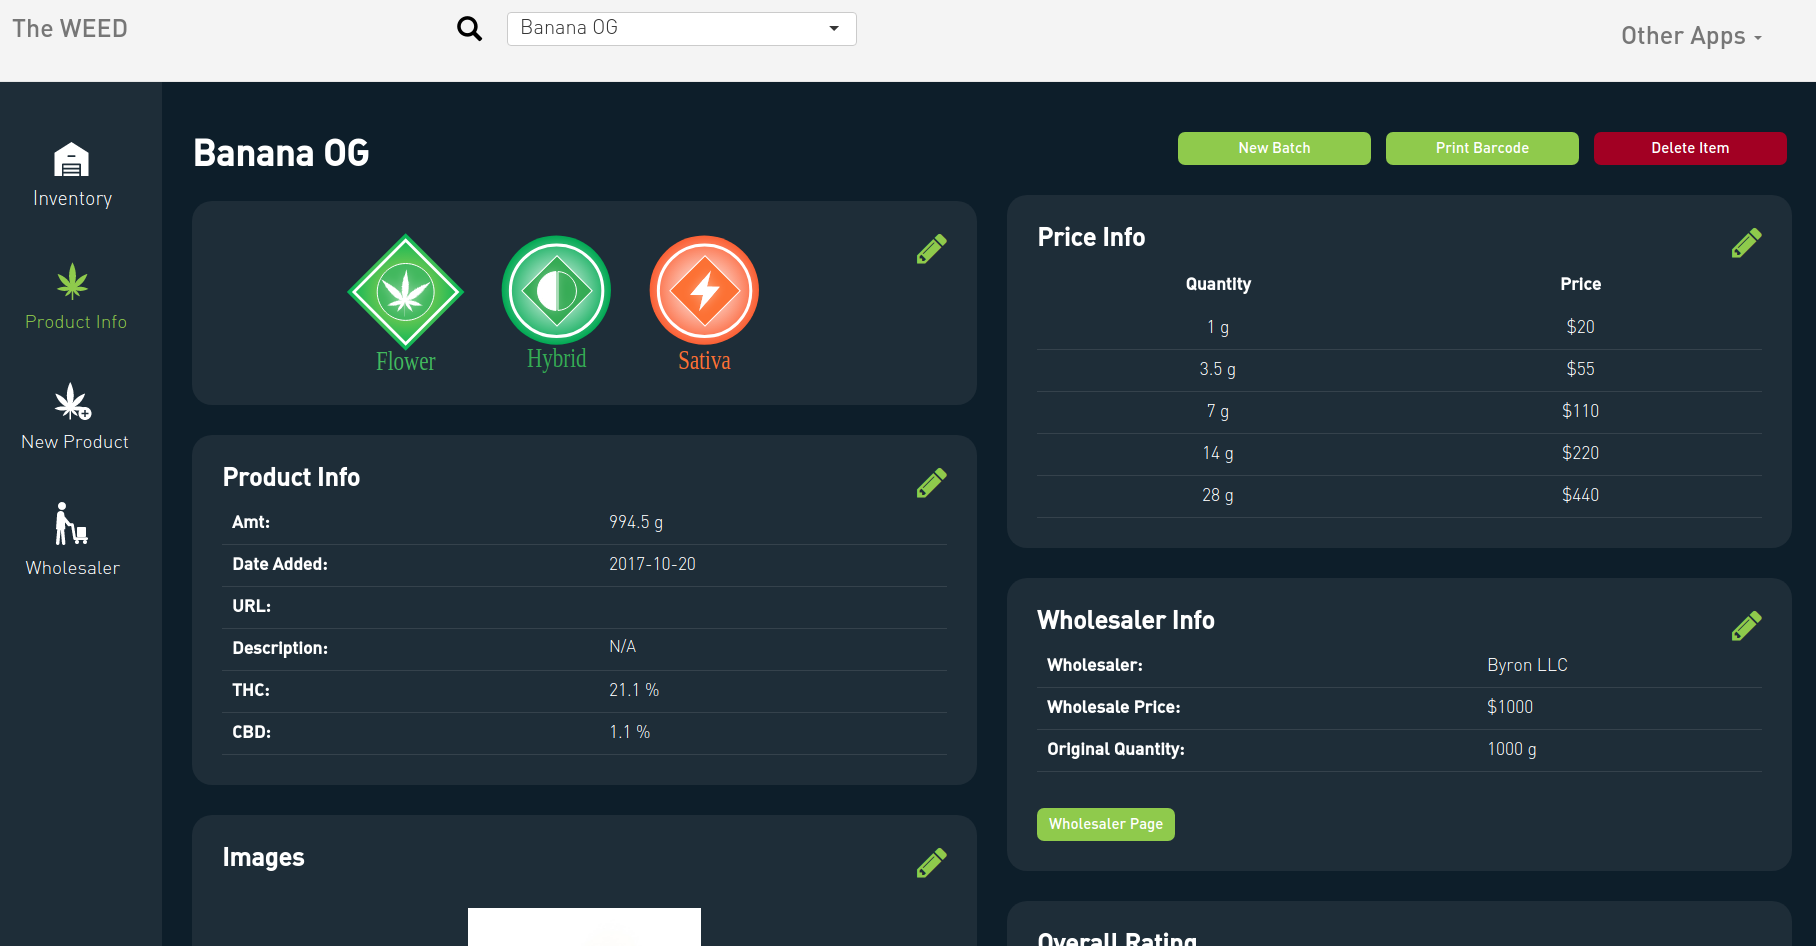 The WEED
Banana OG
Other Apps
Inventory
Product Info
New Product
Wholesaler
Banana OG
New Batch
Print Barcode
Delete Item
Flower
Hybrid
Sativa
Product Info
Amt: 994.5 g
Date Added: 2017-10-20
URL:
Description: N/A
THC: 21.1 %
CBD: 1.1 %
Images
Price Info
Quantity Price
1 g $20
3.5 g $55
7 g $110
14 g $220
28 g $440
Wholesaler Info
Wholesaler: Byron LLC
Wholesale Price: $1000
Original Quantity: 1000 g
Wholesaler Page
Overall Rating